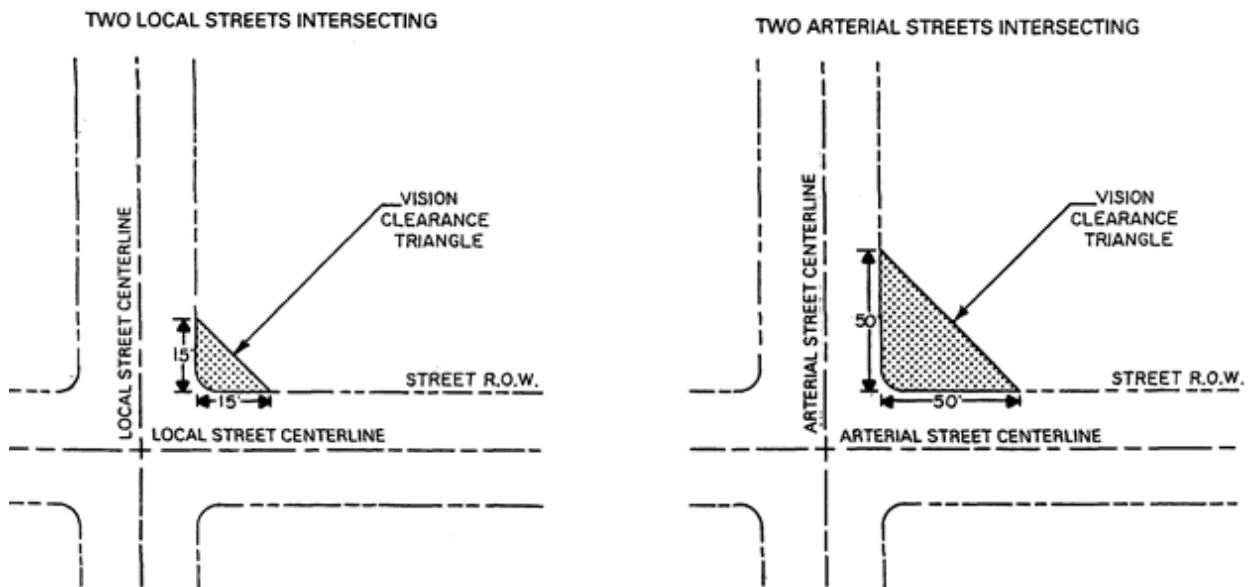 TWO LOCAL STREETS INTERSECTING
LOCAL STREET CENTERLINE
VISION
CLEARANCE
TRIANGLE
15'
15'
STREET R.O.W.
LOCAL STREET CENTERLINE
TWO ARTERIAL STREETS INTERSECTING
ARTERIAL STREET CENTERLINE
VISION
CLEARANCE
TRIANGLE
50'
50'
STREET R.O.W.
ARTERIAL STREET CENTERLINE